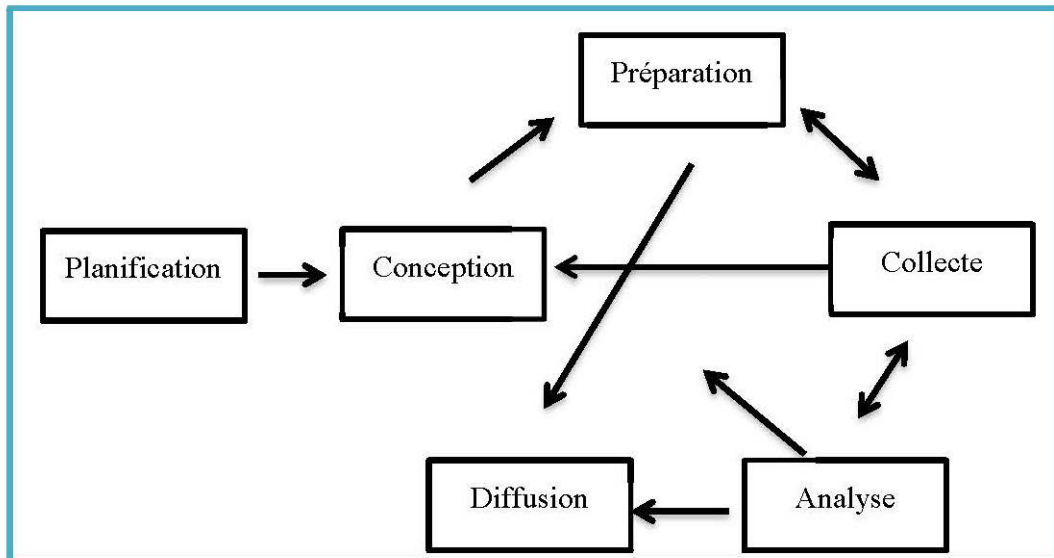 Préparation
Planification
Conception
Collecte
Diffusion
Analyse